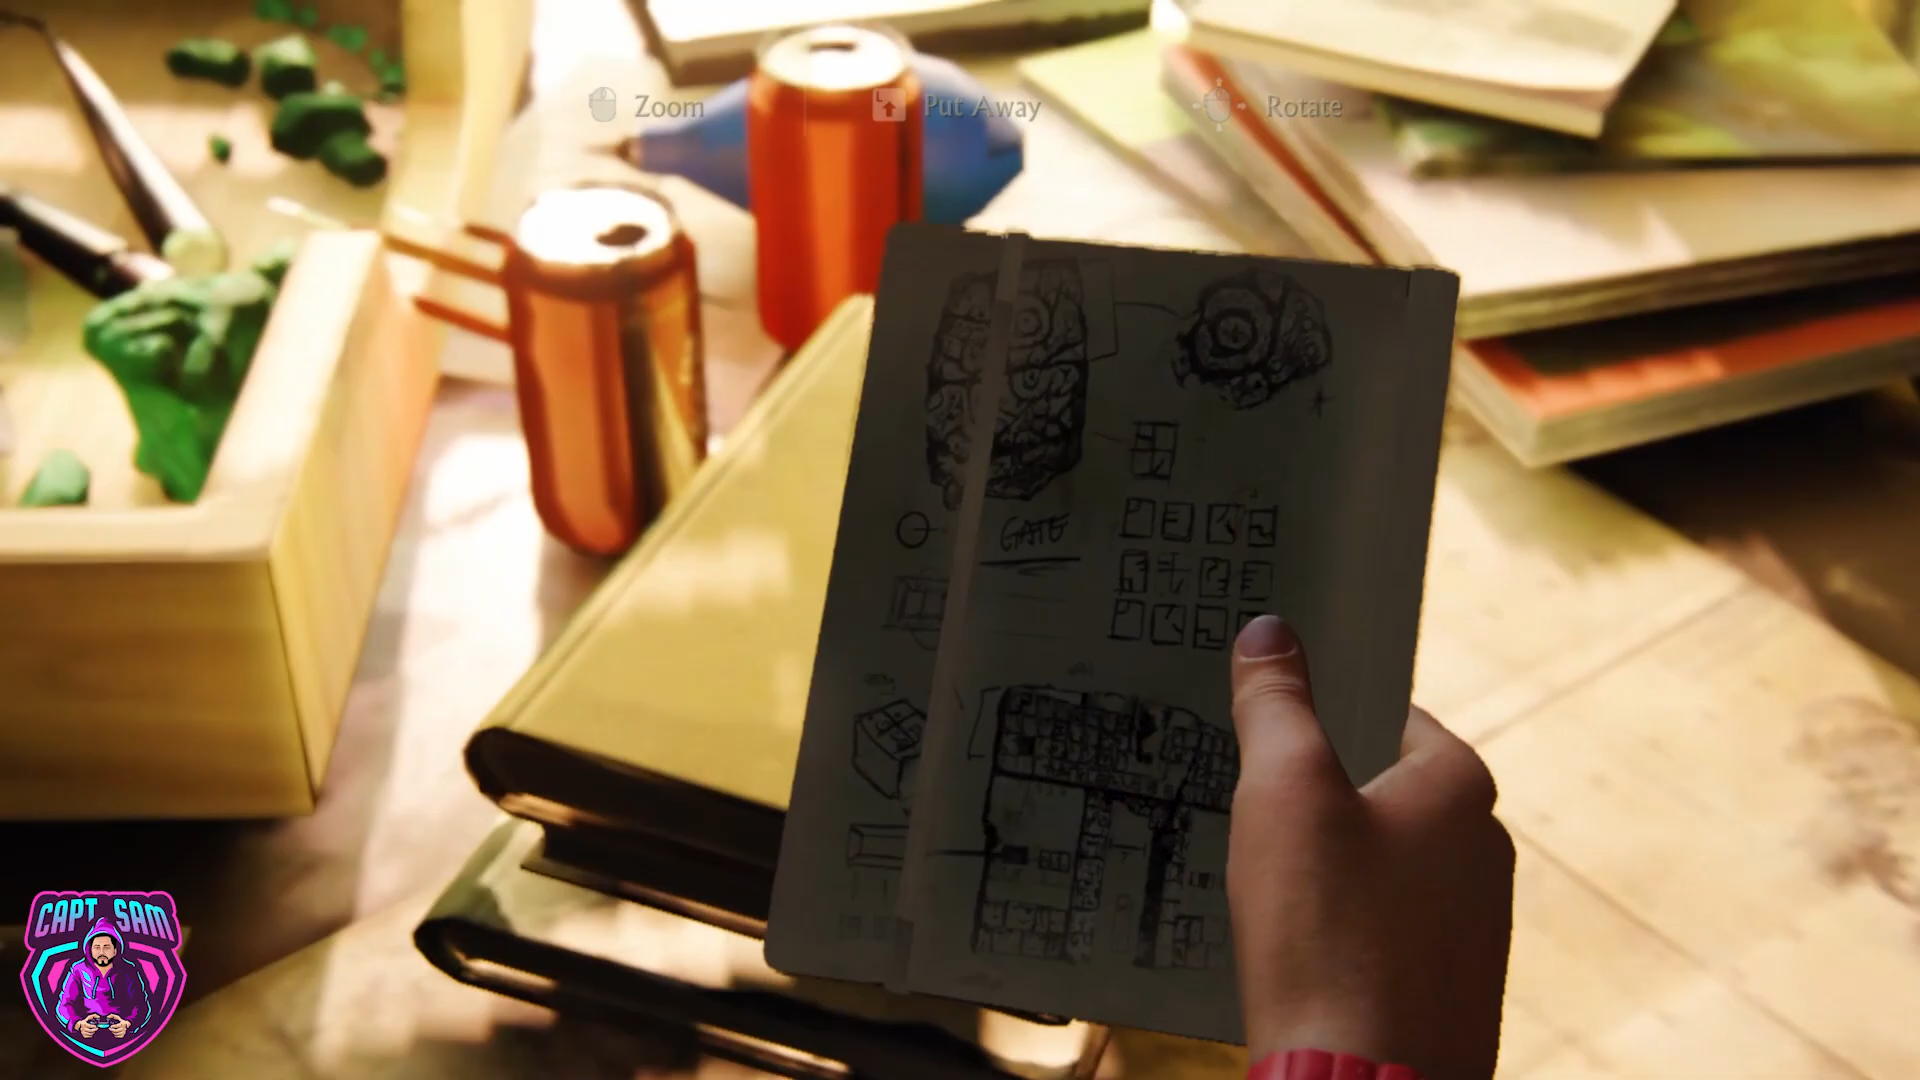 Zoom
Put Away
Rotate
GATE
CAPT SAM